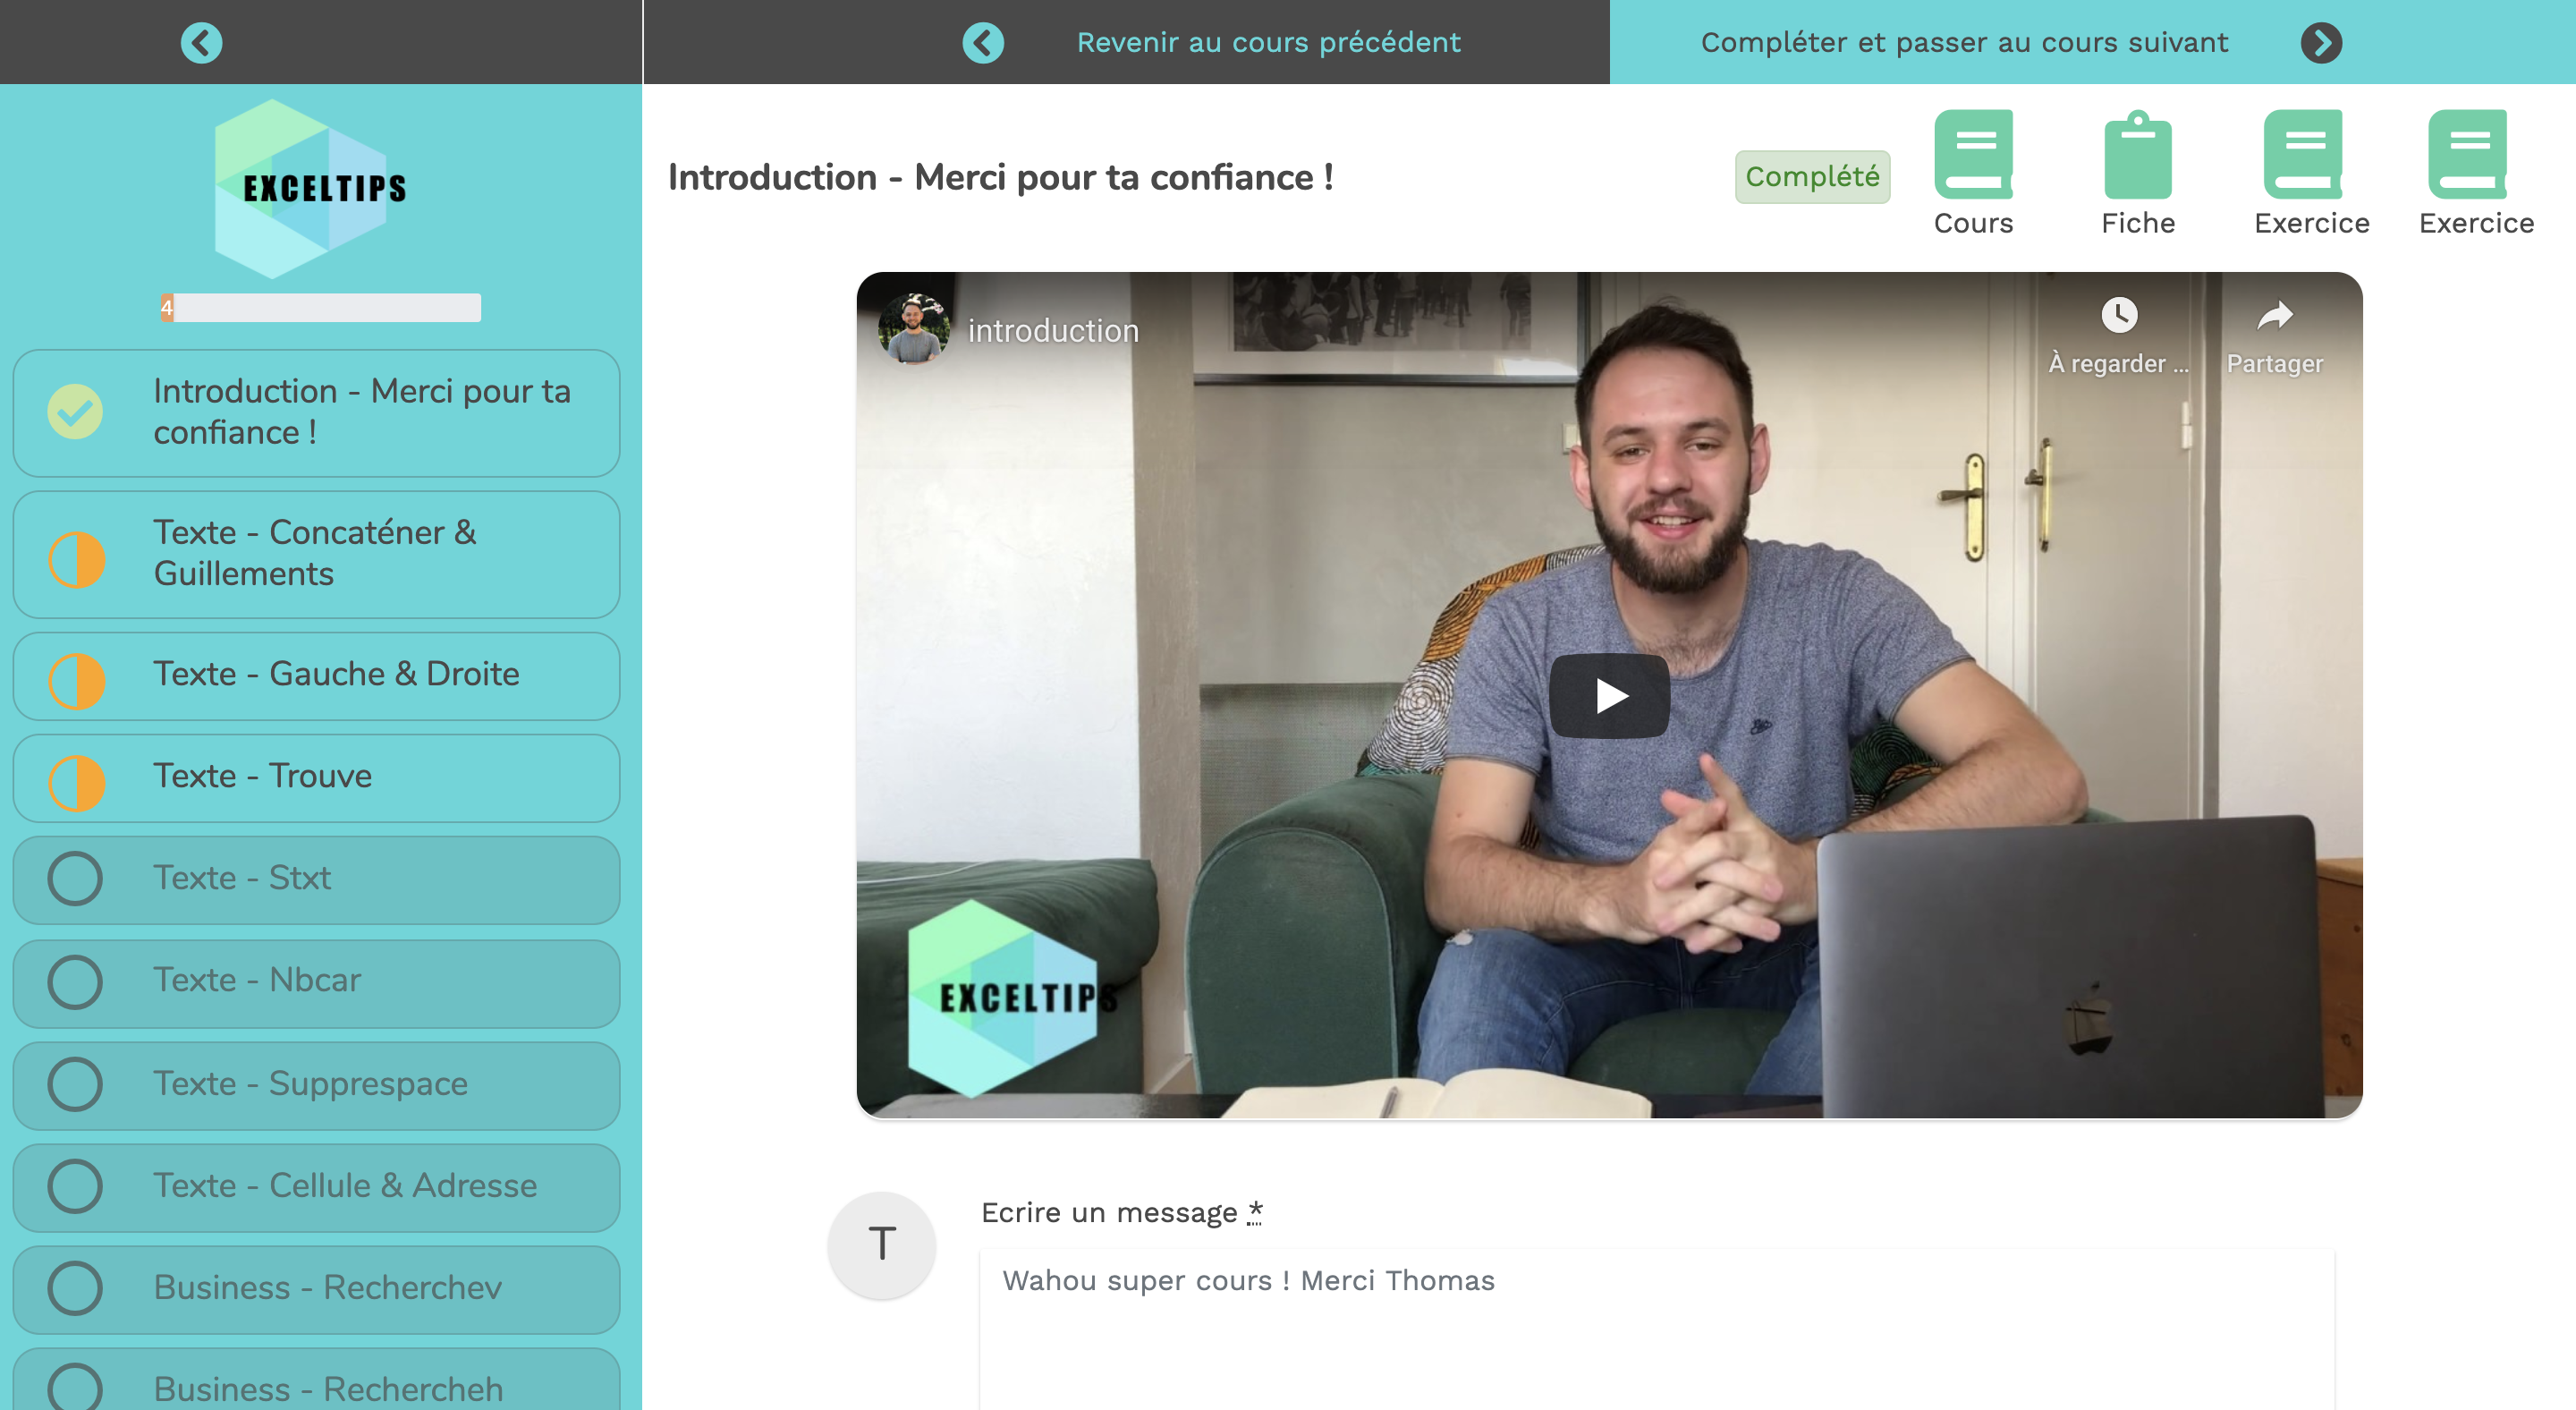 Revenir au cours précédent
Compléter et passer au cours suivant
EXCELTIPS
4
Introduction - Merci pour ta
confiance !
Texte - Concaténer &
Guillements
Texte - Gauche & Droite
Texte - Trouve
Texte - Stxt
Texte - Nbcar
Texte - Supprespace
Texte - Cellule & Adresse
Business - Recherchev
Business - Rechercheh
Introduction - Merci pour ta confiance !
Complété
Cours
Fiche
Exercice
Exercice
introduction
À regarder ...
Partager
EXCELTIPS
T
Ecrire un message *
Wahou super cours ! Merci Thomas